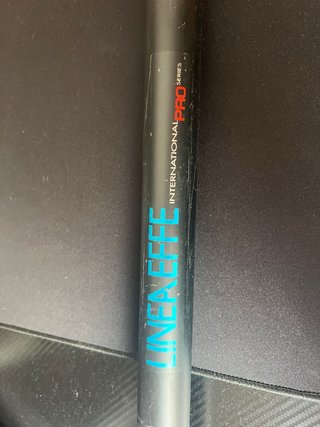 LINEAEFFE
INTERNATIONAL PRO SERIES